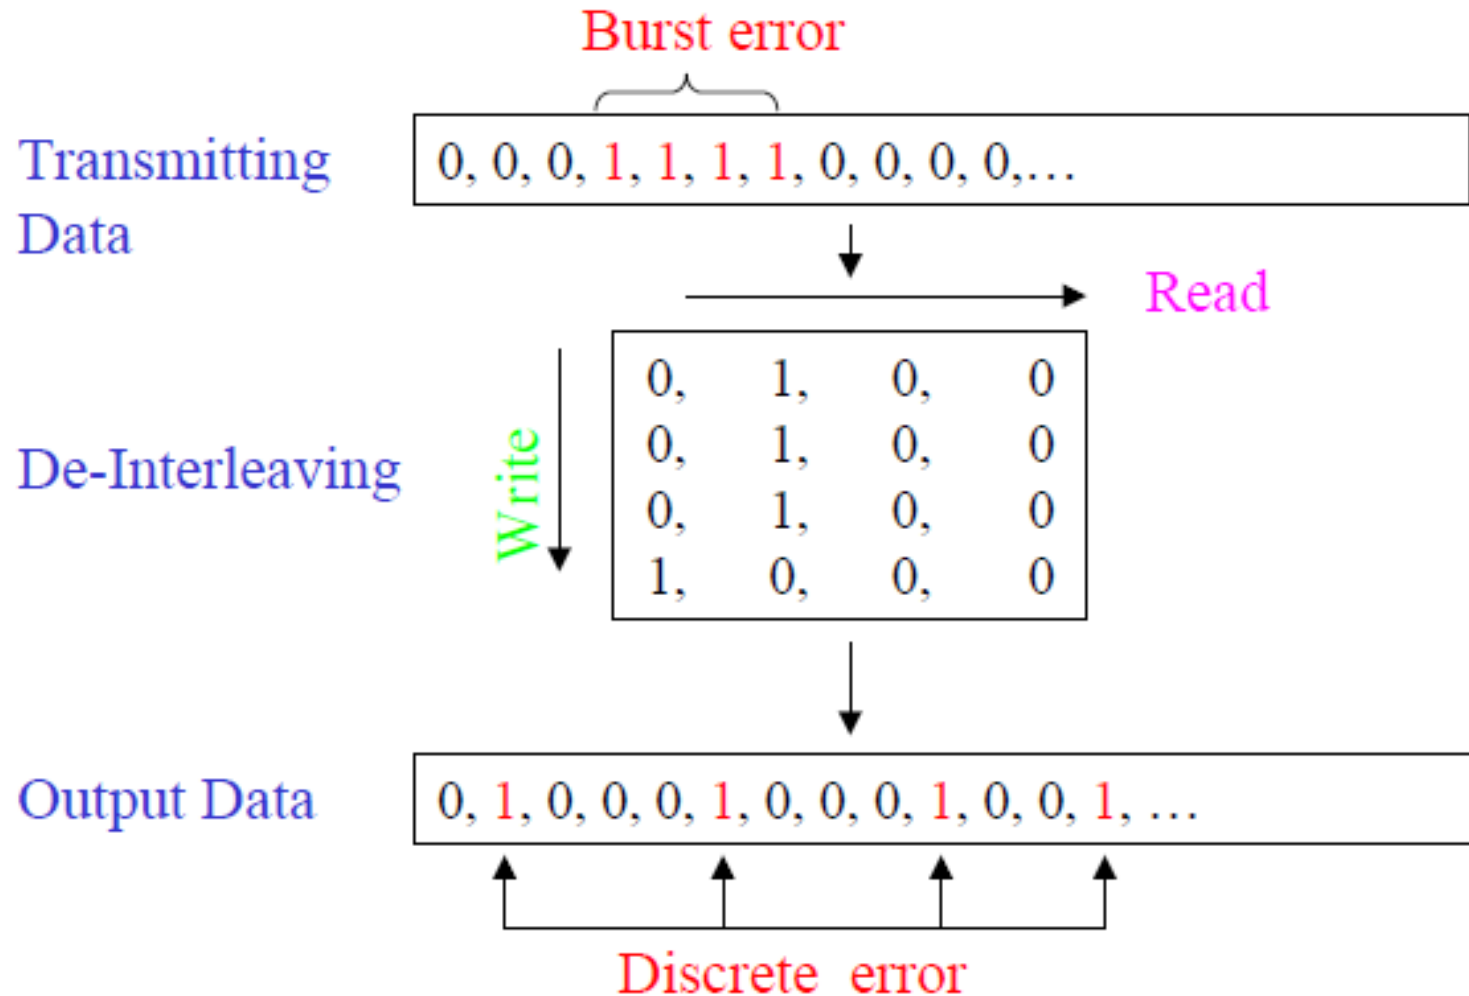 Burst error
Transmitting
Data
0, 0, 0, 1, 1, 1, 1, 0, 0, 0, 0,...
Read
De-Interleaving
Write
0, 1, 0, 0
0, 1, 0, 0
0, 1, 0, 0
1, 0, 0, 0
Output Data
0, 1, 0, 0, 0, 1, 0, 0, 0, 1, 0, 0, 1, ...
Discrete error